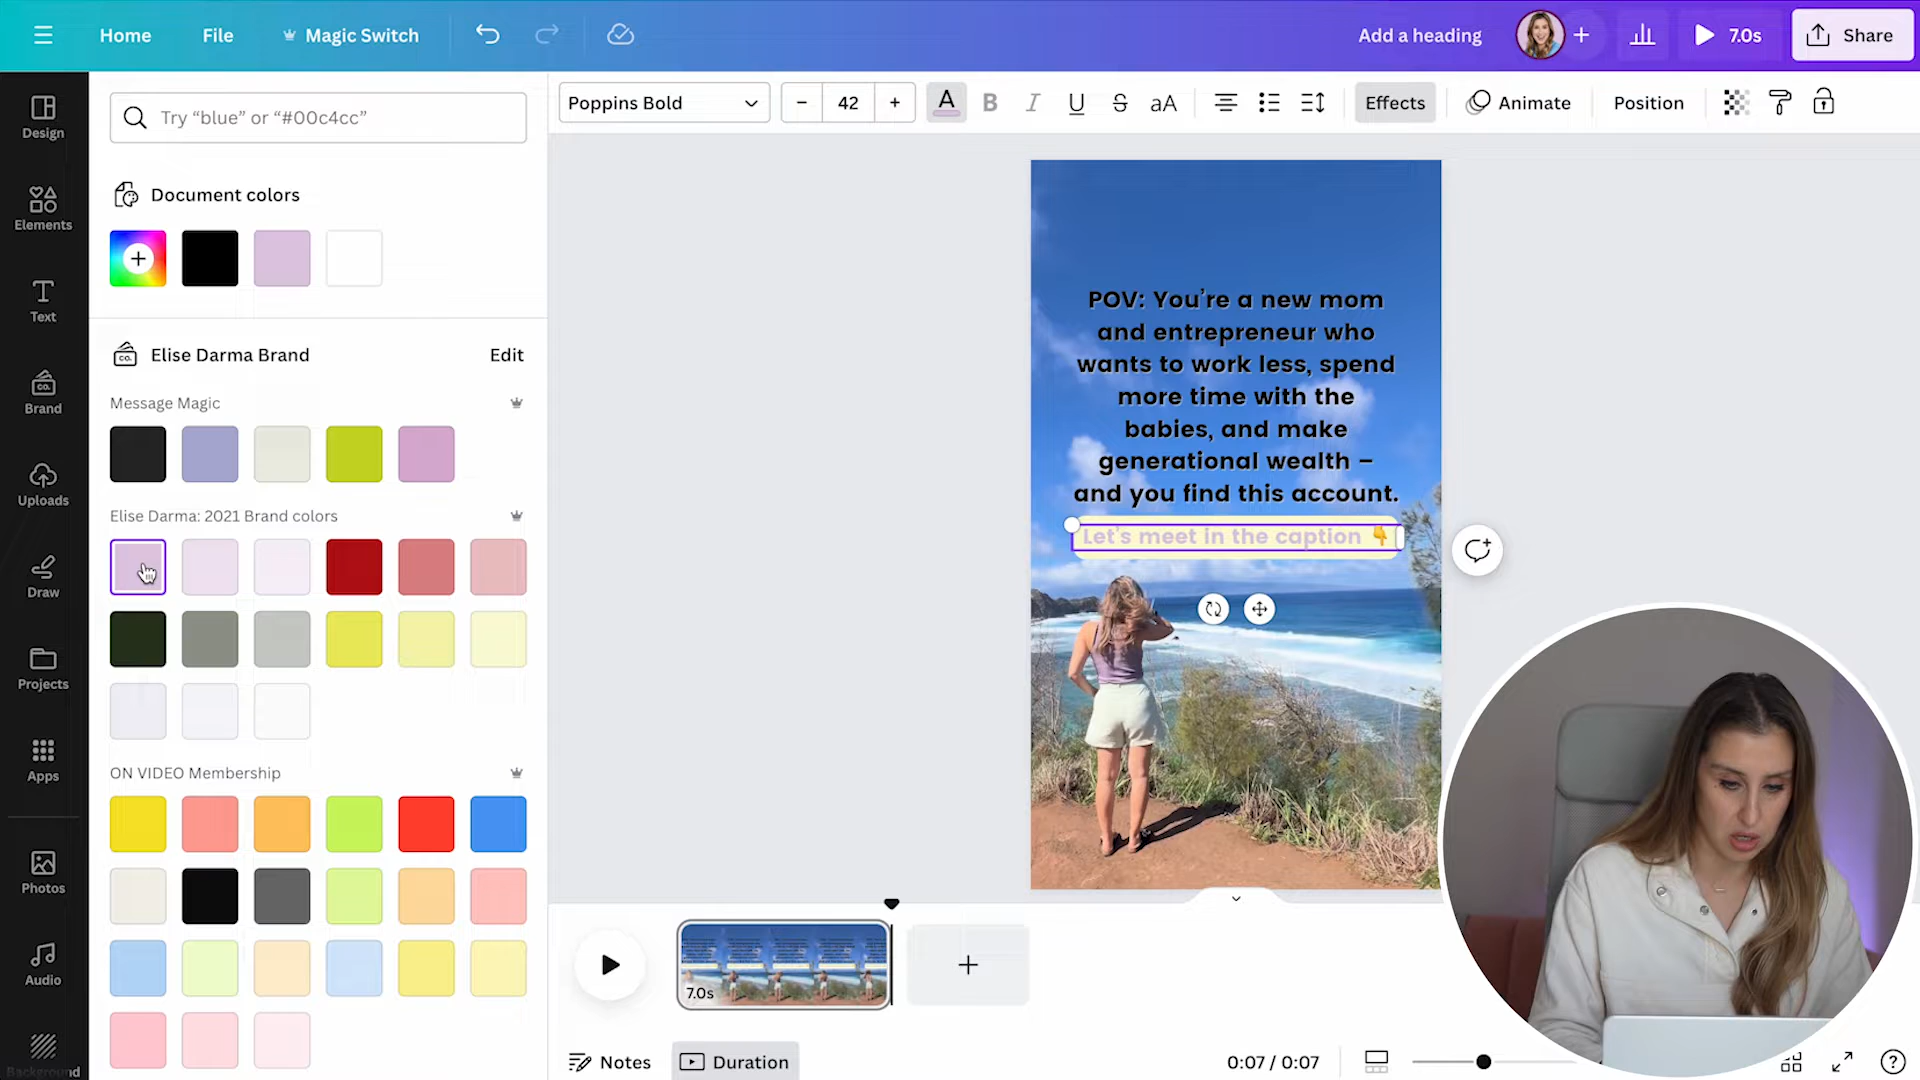 Home
File
Magic Switch
Add a heading
7.0s
Share
Design
Elements
Text
Brand
Uploads
Draw
Projects
Apps
Photos
Audio
Background
Try “blue” or “#00c4cc”
Document colors
CO.
Elise Darma Brand
Edit
Message Magic
Elise Darma: 2021 Brand colors
ON VIDEO Membership
Poppins Bold
– 42 +
A B I U S aA
Effects
Animate
Position
POV: You’re a new mom
and entrepreneur who
wants to work less, spend
more time with the
babies, and make
generational wealth –
and you find this account.
Let’s meet in the caption 👇
7.0s
Notes
Duration
0:07 / 0:07